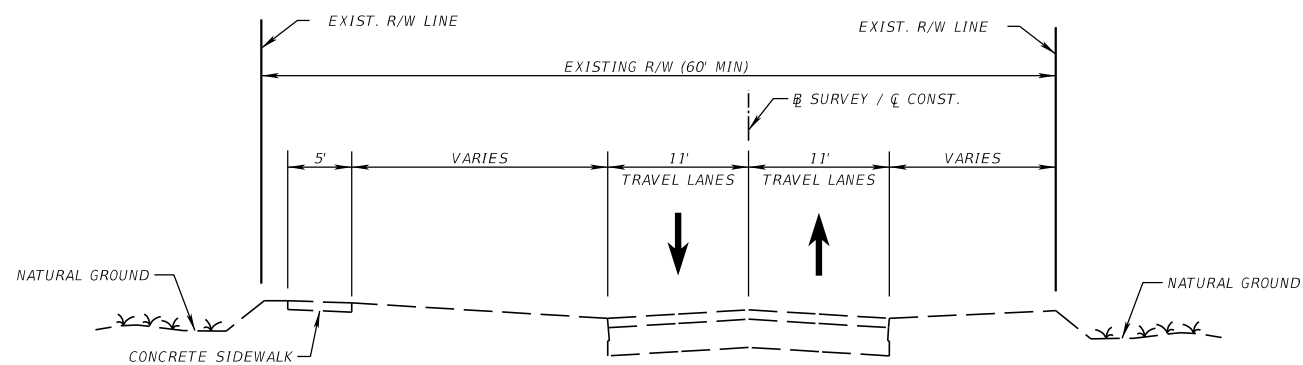 EXIST. R/W LINE
EXIST. R/W LINE
EXISTING R/W (60' MIN)
℄ SURVEY / ℄ CONST.
5'
VARIES
11'
11'
VARIES
TRAVEL LANES
TRAVEL LANES
NATURAL GROUND
NATURAL GROUND
CONCRETE SIDEWALK